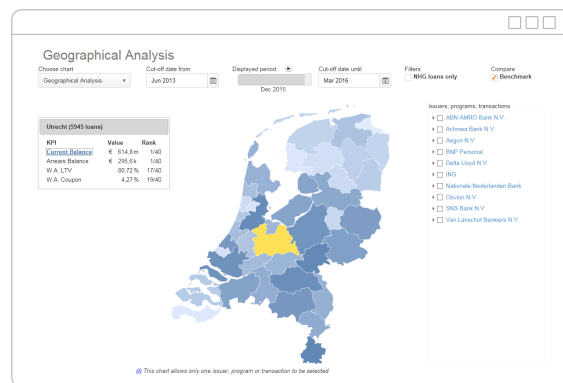 Geographical Analysis
Choose chart
Cut-off date from
Displayed period
Cut-off date until
Filters
Compare
Geographical Analysis
Jun 2013
Mar 2016
NHG loans only
Benchmark
Dec 2015
Issuers, programs, transactions
Utrecht (5945 loans)
KPI Value Rank
Current Balance € 614,8 m 1/40
Arrears Balance € 295,6 k 1/40
W.A. LTV 80,72 % 17/40
W.A. Coupon 4,27 % 19/40
ABN AMRO Bank N.V.
Achmea Bank N.V
Aegon N.V
BNP Personal
Delta Lloyd N.V.
ING
Nationale-Nederlanden Bank
Obvion N.V.
SNS Bank N.V
Van Lanschot Bankiers N.V.
(i) This chart allows only one issuer, program or transaction to be selected